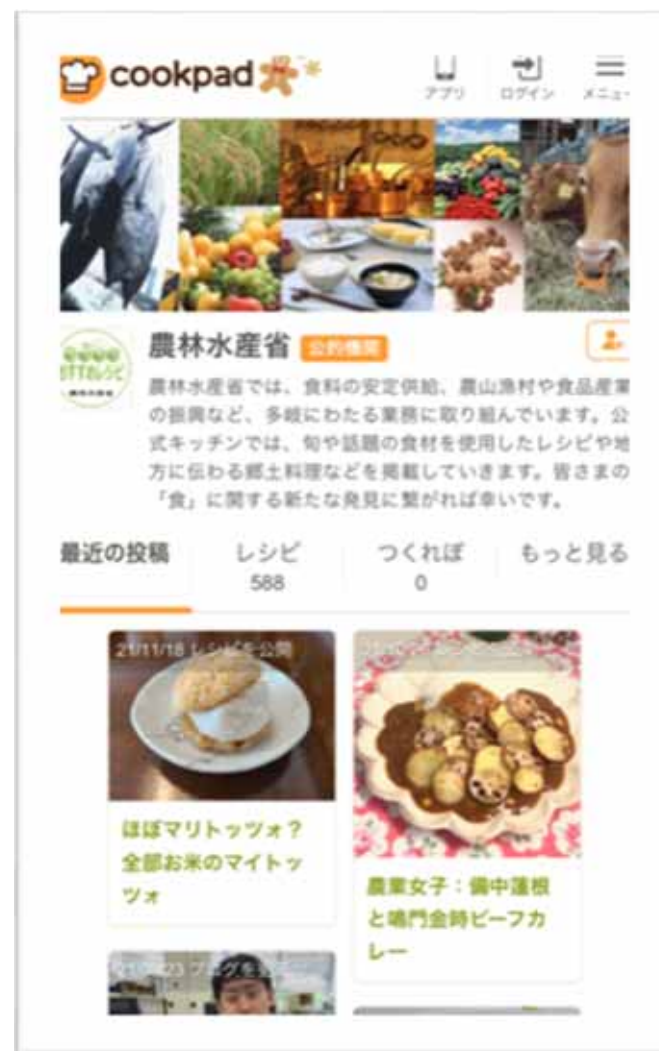 cookpad
アプリ
ログイン
メニュー
農林水産省 公的機関
農林水産省では、食料の安定供給、農山漁村や食品産業
の振興など、多岐にわたる業務に取り組んでいます。公
式キッチンでは、旬や話題の食材を使用したレシピや地
方に伝わる郷土料理などを掲載していきます。皆さまの
「食」に関する新たな発見に繋がれば幸いです。
最近の投稿
レシピ
588
つくれぽ
0
もっと見る
21/11/18 レシピを公開
ほぼマリトッツォ?
全部お米のマイトッ
ツォ
農業女子:備中蓮根
と鳴門金時ビーフカ
レー